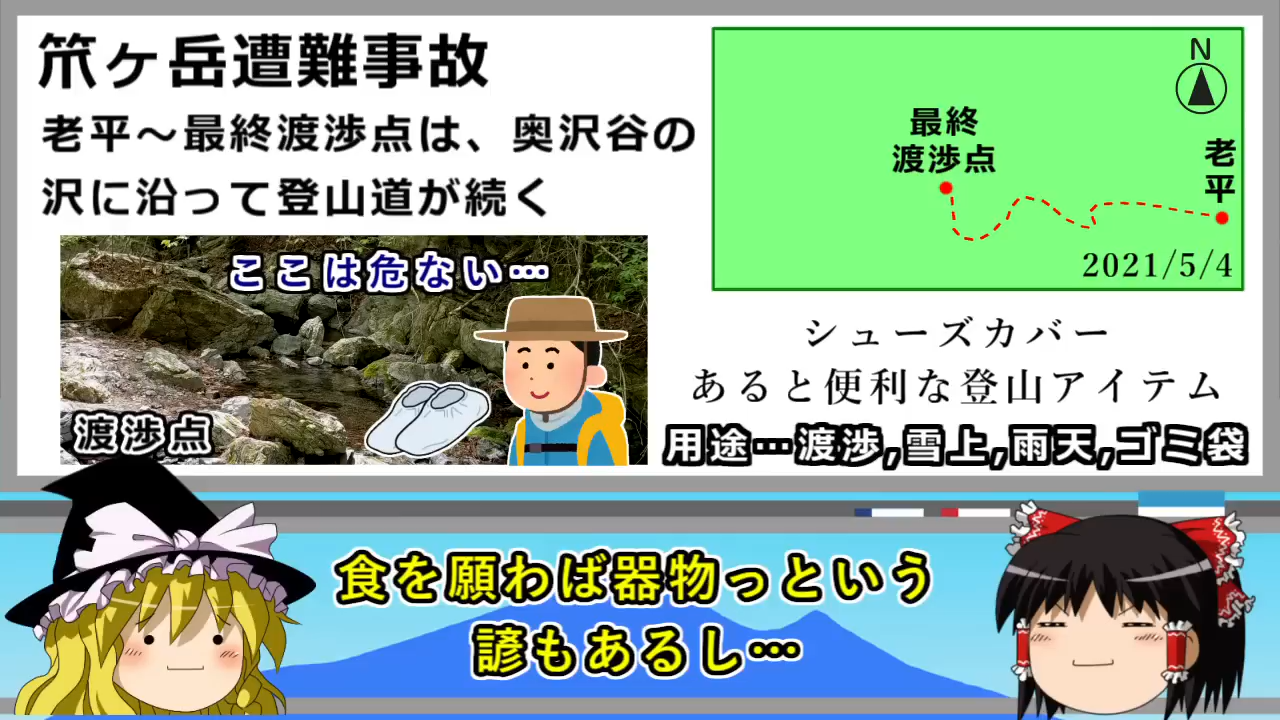 笊ヶ岳遭難事故
老平～最終渡渉点は、奥沢谷の
沢に沿って登山道が続く
ここは危ない…
渡渉点
N
最終
渡渉点
老平
2021/5/4
シューズカバー
あると便利な登山アイテム
用途…渡渉,雪上,雨天,ゴミ袋
食を願わば器物っという
諺もあるし…